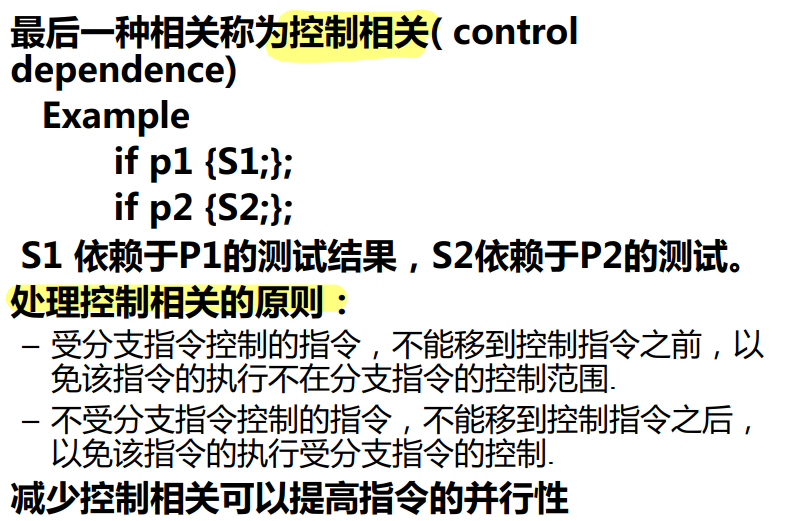 最后一种相关称为控制相关( control
dependence)
Example
if p1 {S1;};
if p2 {S2;};
S1 依赖于P1的测试结果，S2依赖于P2的测试。
处理控制相关的原则：
– 受分支指令控制的指令，不能移到控制指令之前，以
免该指令的执行不在分支指令的控制范围.
– 不受分支指令控制的指令，不能移到控制指令之后，
以免该指令的执行受分支指令的控制.
减少控制相关可以提高指令的并行性